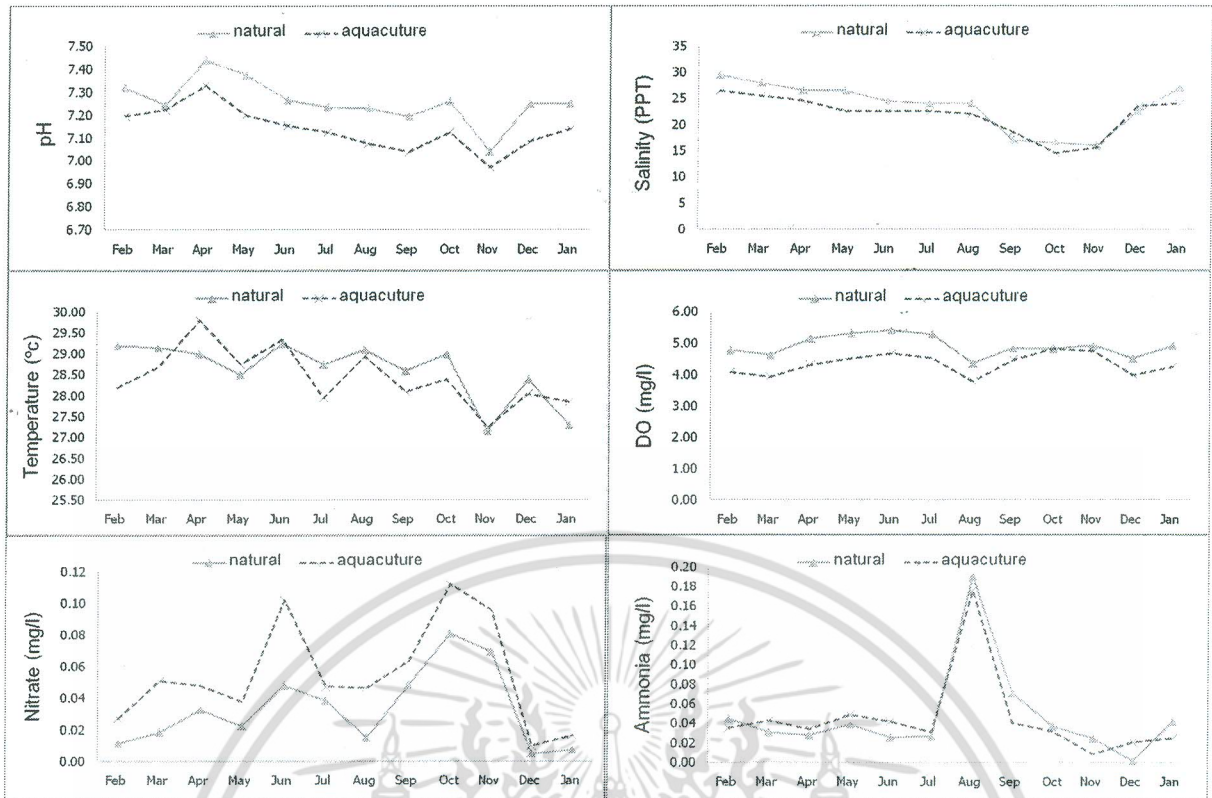 natural aquacuture
7.50
7.40
7.30
7.20
7.10
7.00
6.90
6.80
6.70
pH
Feb Mar Apr May Jun Jul Aug Sep Oct Nov Dec Jan
natural aquacuture
35
30
25
20
15
10
5
0
Salinity (PPT)
Feb Mar Apr May Jun Jul Aug Sep Oct Nov Dec Jan
natural aquacuture
30.00
29.50
29.00
28.50
28.00
27.50
27.00
26.50
26.00
25.50
Temperature (°c)
Feb Mar Apr May Jun Jul Aug Sep Oct Nov Dec Jan
natural aquacuture
6.00
5.00
4.00
3.00
2.00
1.00
0.00
DO (mg/l)
Feb Mar Apr May Jun Jul Aug Sep Oct Nov Dec Jan
natural aquacuture
0.12
0.10
0.08
0.06
0.04
0.02
0.00
Nitrate (mg/l)
Feb Mar Apr May Jun Jul Aug Sep Oct Nov Dec Jan
natural aquacuture
0.20
0.18
0.16
0.14
0.12
0.10
0.08
0.06
0.04
0.02
0.00
Ammonia (mg/l)
Feb Mar Apr May Jun Jul Aug Sep Oct Nov Dec Jan